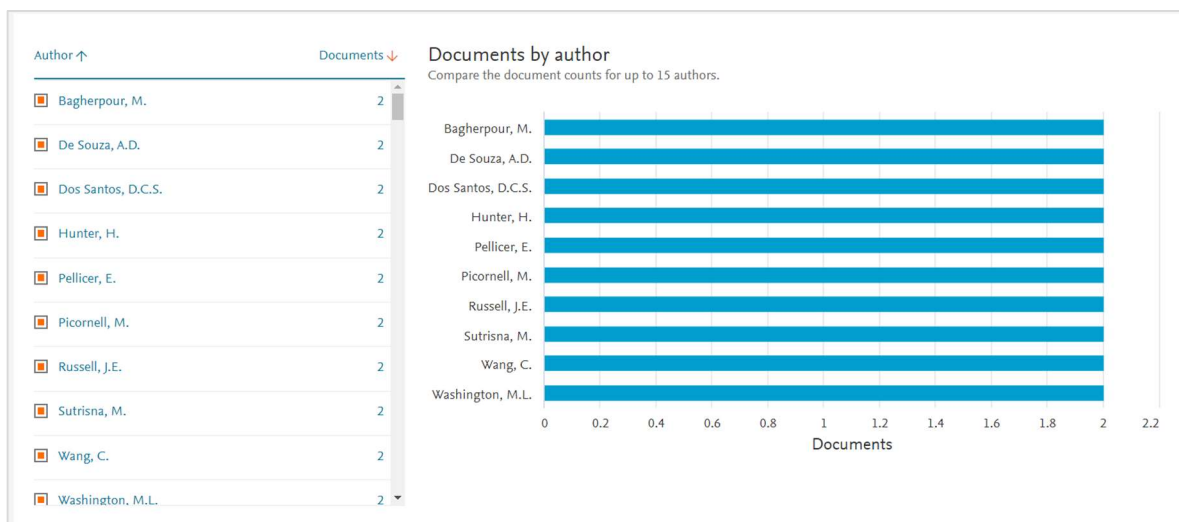 Author ↑ Documents ↓
Bagherpour, M. 2
De Souza, A.D. 2
Dos Santos, D.C.S. 2
Hunter, H. 2
Pellicer, E. 2
Picornell, M. 2
Russell, J.E. 2
Sutrisna, M. 2
Wang, C. 2
Washington, M.L. 2
Documents by author
Compare the document counts for up to 15 authors.
Bagherpour, M.
De Souza, A.D.
Dos Santos, D.C.S.
Hunter, H.
Pellicer, E.
Picornell, M.
Russell, J.E.
Sutrisna, M.
Wang, C.
Washington, M.L.
0 0.2 0.4 0.6 0.8 1 1.2 1.4 1.6 1.8 2 2.2
Documents